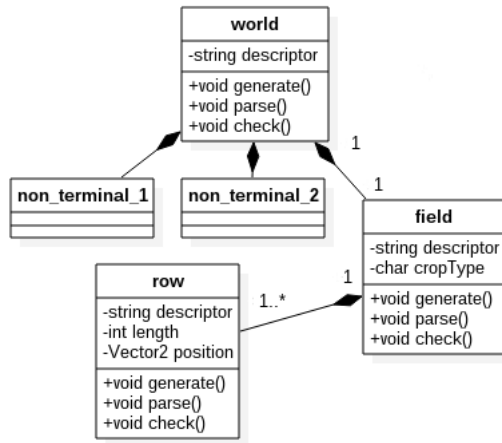 world
-string descriptor
+void generate()
+void parse()
+void check()
1
1
non_terminal_1
non_terminal_2
field
-string descriptor
-char cropType
+void generate()
+void parse()
+void check()
1
1..*
row
-string descriptor
-int length
-Vector2 position
+void generate()
+void parse()
+void check()